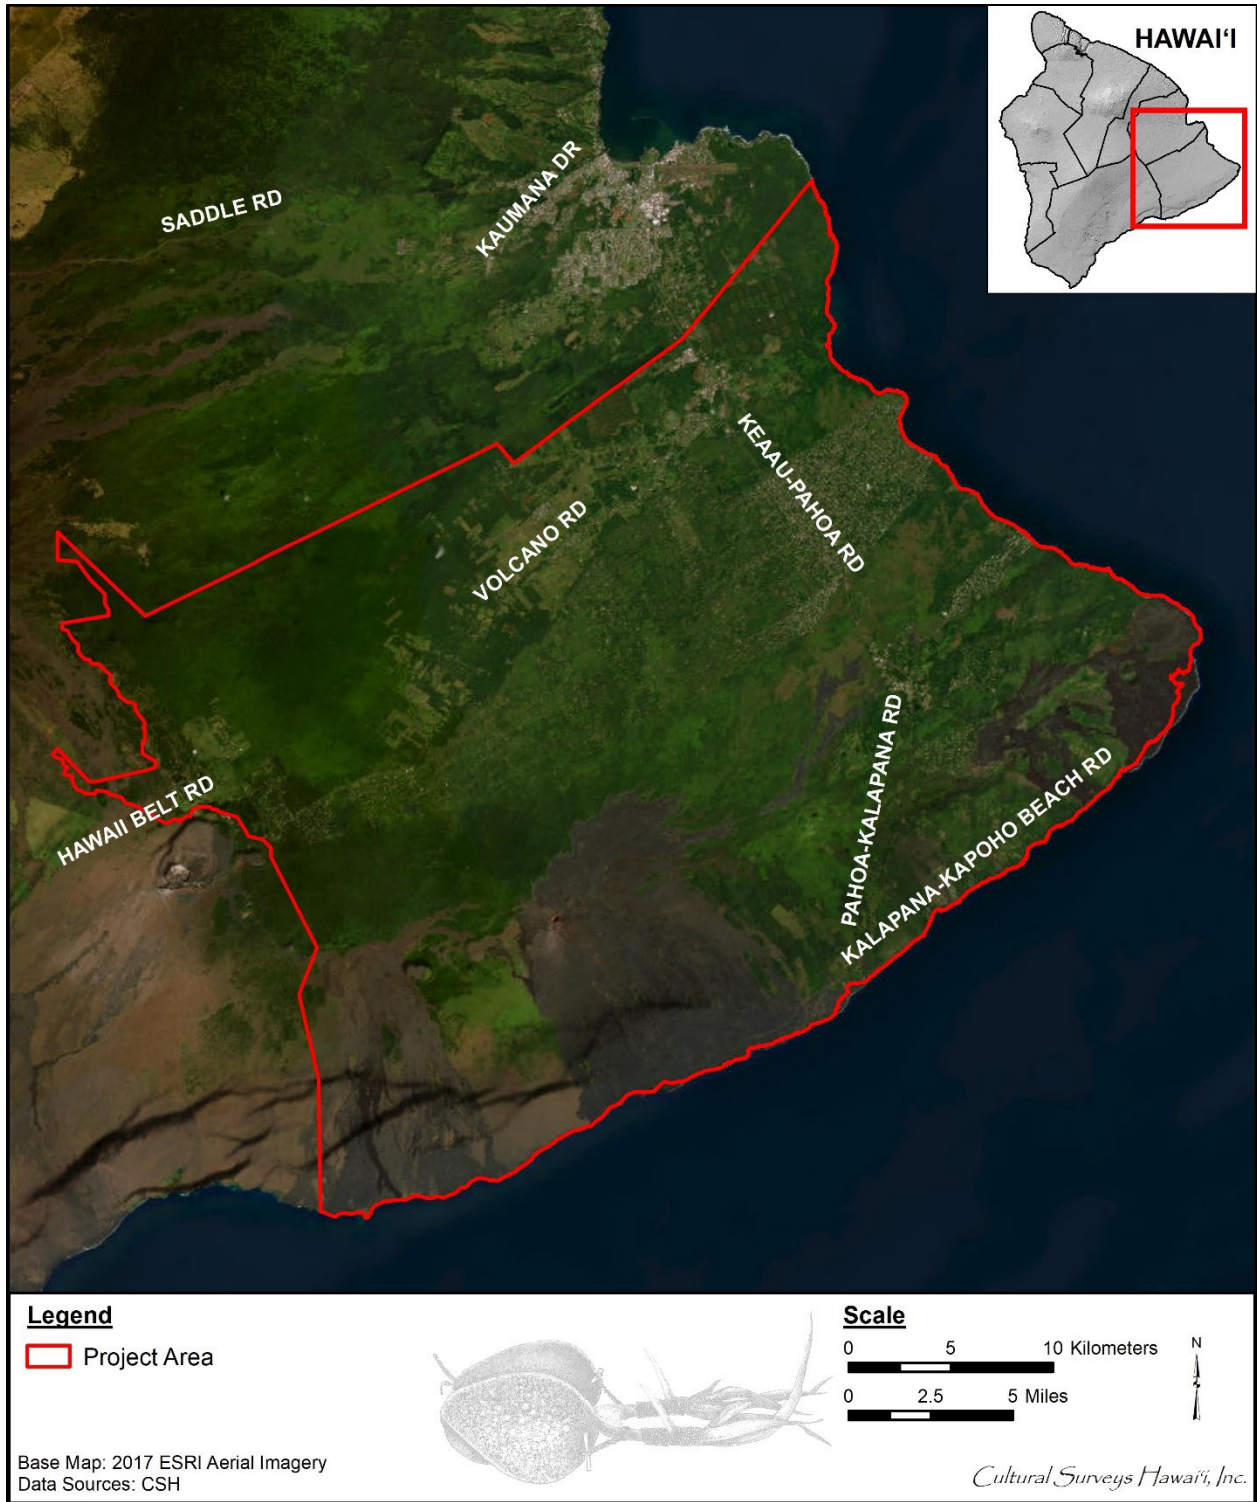 HAWAI‘I
SADDLE RD
KAUMANA DR
KEAAU-PAHOA RD
VOLCANO RD
HAWAII BELT RD
PAHOA-KALAPANA RD
KALAPANA-KAPOHO BEACH RD
Legend
Project Area
Scale
0 5 10 Kilometers
0 2.5 5 Miles
N
Base Map: 2017 ESRI Aerial Imagery
Data Sources: CSH
Cultural Surveys Hawai‘i, Inc.